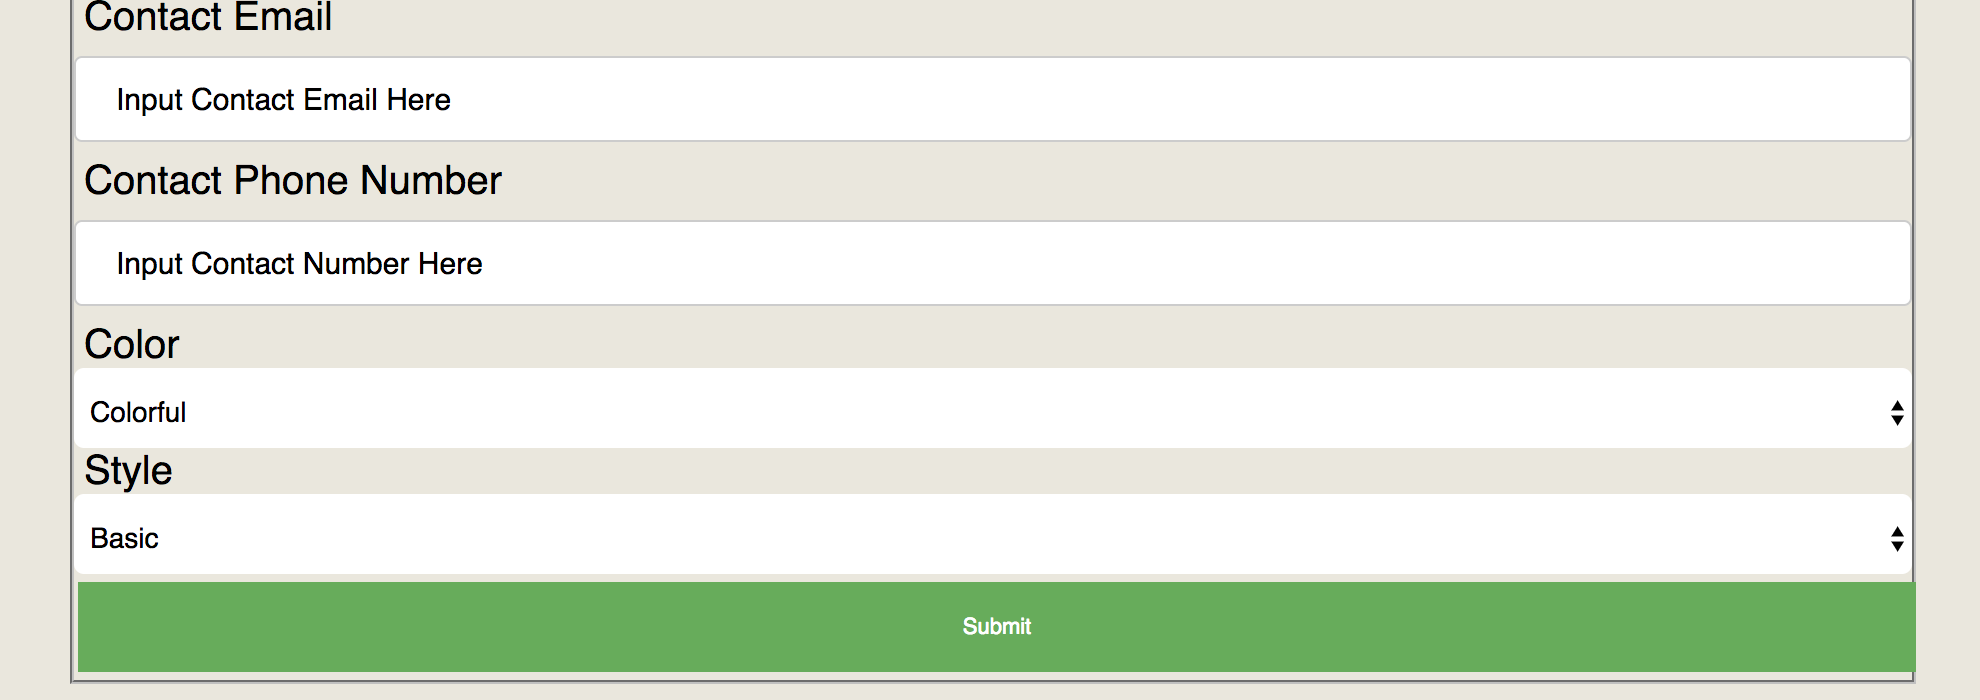 Contact Email
Input Contact Email Here
Contact Phone Number
Input Contact Number Here
Color
Colorful
Style
Basic
Submit